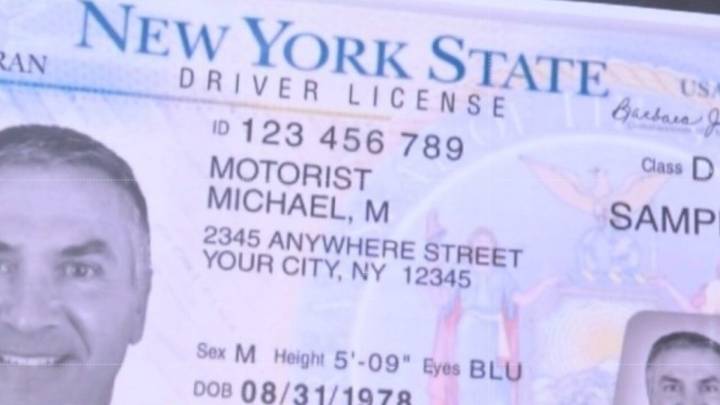 NEW YORK STATE
RAN
USA
DRIVER LICENSE
ID 123 456 789
Class D
MOTORIST
MICHAEL, M
SAMPL
2345 ANYWHERE STREET
YOUR CITY, NY 12345
Sex M Height 5'-09" Eyes BLU
DOB 08/31/1978